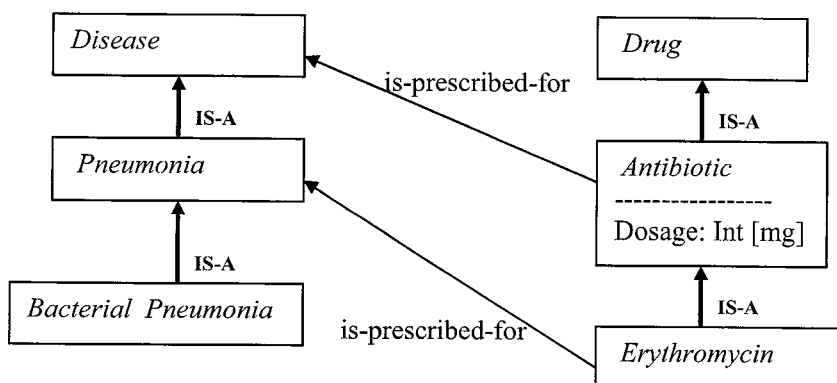 Disease
Drug
is-prescribed-for
IS-A
IS-A
Pneumonia
Antibiotic
--------------------
Dosage: Int [mg]
IS-A
IS-A
Bacterial Pneumonia
is-prescribed-for
Erythromycin